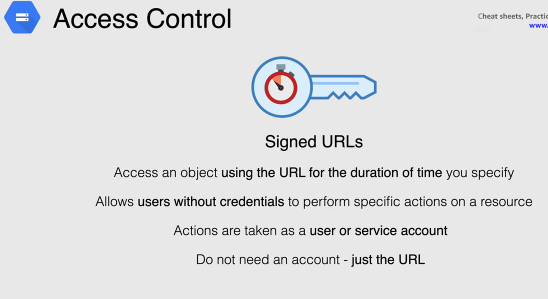 Access Control
Cheat sheets, Practic
www.
Signed URLs
Access an object using the URL for the duration of time you specify
Allows users without credentials to perform specific actions on a resource
Actions are taken as a user or service account
Do not need an account - just the URL